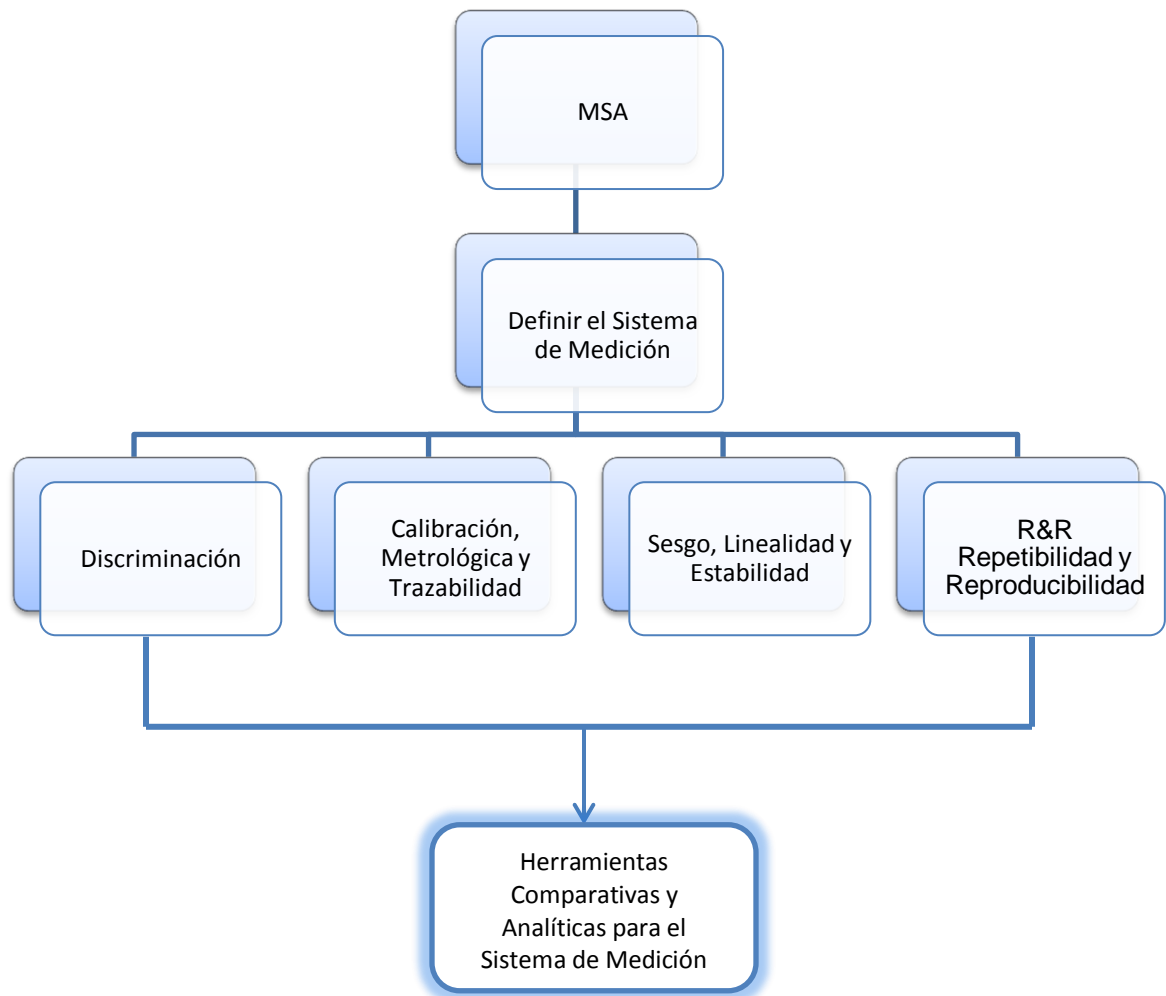 MSA
Definir el Sistema
de Medición
Discriminación
Calibración,
Metrológica y
Trazabilidad
Sesgo, Linealidad y
Estabilidad
R&R
Repetibilidad y
Reproducibilidad
Herramientas
Comparativas y
Analíticas para el
Sistema de Medición